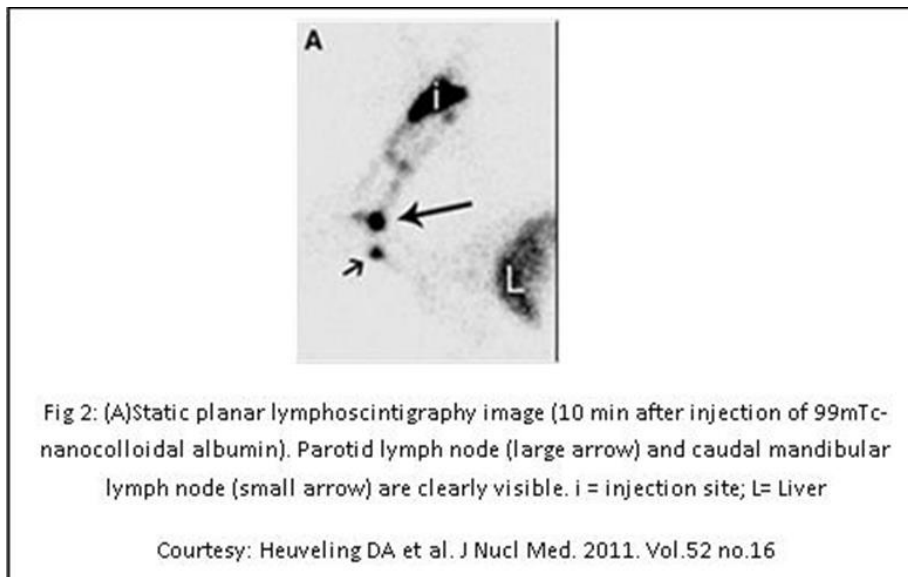 A
i
L
Fig 2: (A)Static planar lymphoscintigraphy image (10 min after injection of 99mTc-
nanocolloidal albumin). Parotid lymph node (large arrow) and caudal mandibular
lymph node (small arrow) are clearly visible. i = injection site; L= Liver
Courtesy: Heuveling DA et al. J Nucl Med. 2011. Vol.52 no.16